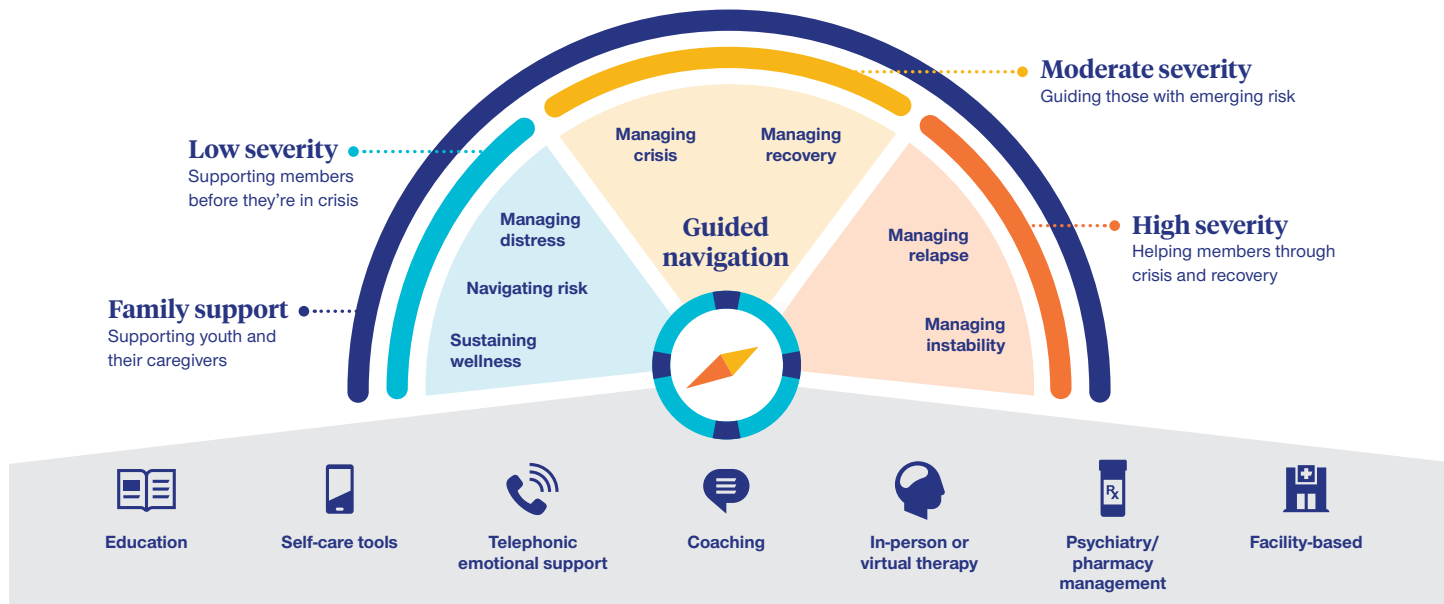 Moderate severity
Guiding those with emerging risk
Low severity
Supporting members
before they’re in crisis
Family support
Supporting youth and
their caregivers
High severity
Helping members through
crisis and recovery
Managing
distress
Navigating risk
Sustaining
wellness
Managing
crisis
Managing
recovery
Guided
navigation
Managing
relapse
Managing
instability
Education
Self-care tools
Telephonic
emotional support
Coaching
In-person or
virtual therapy
Rx
Psychiatry/
pharmacy
management
Facility-based